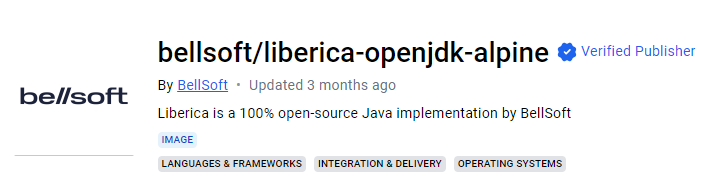 bellsoft/liberica-openjdk-alpine Verified Publisher
bellsoft
By BellSoft • Updated 3 months ago
Liberica is a 100% open-source Java implementation by BellSoft
IMAGE
LANGUAGES & FRAMEWORKS INTEGRATION & DELIVERY OPERATING SYSTEMS